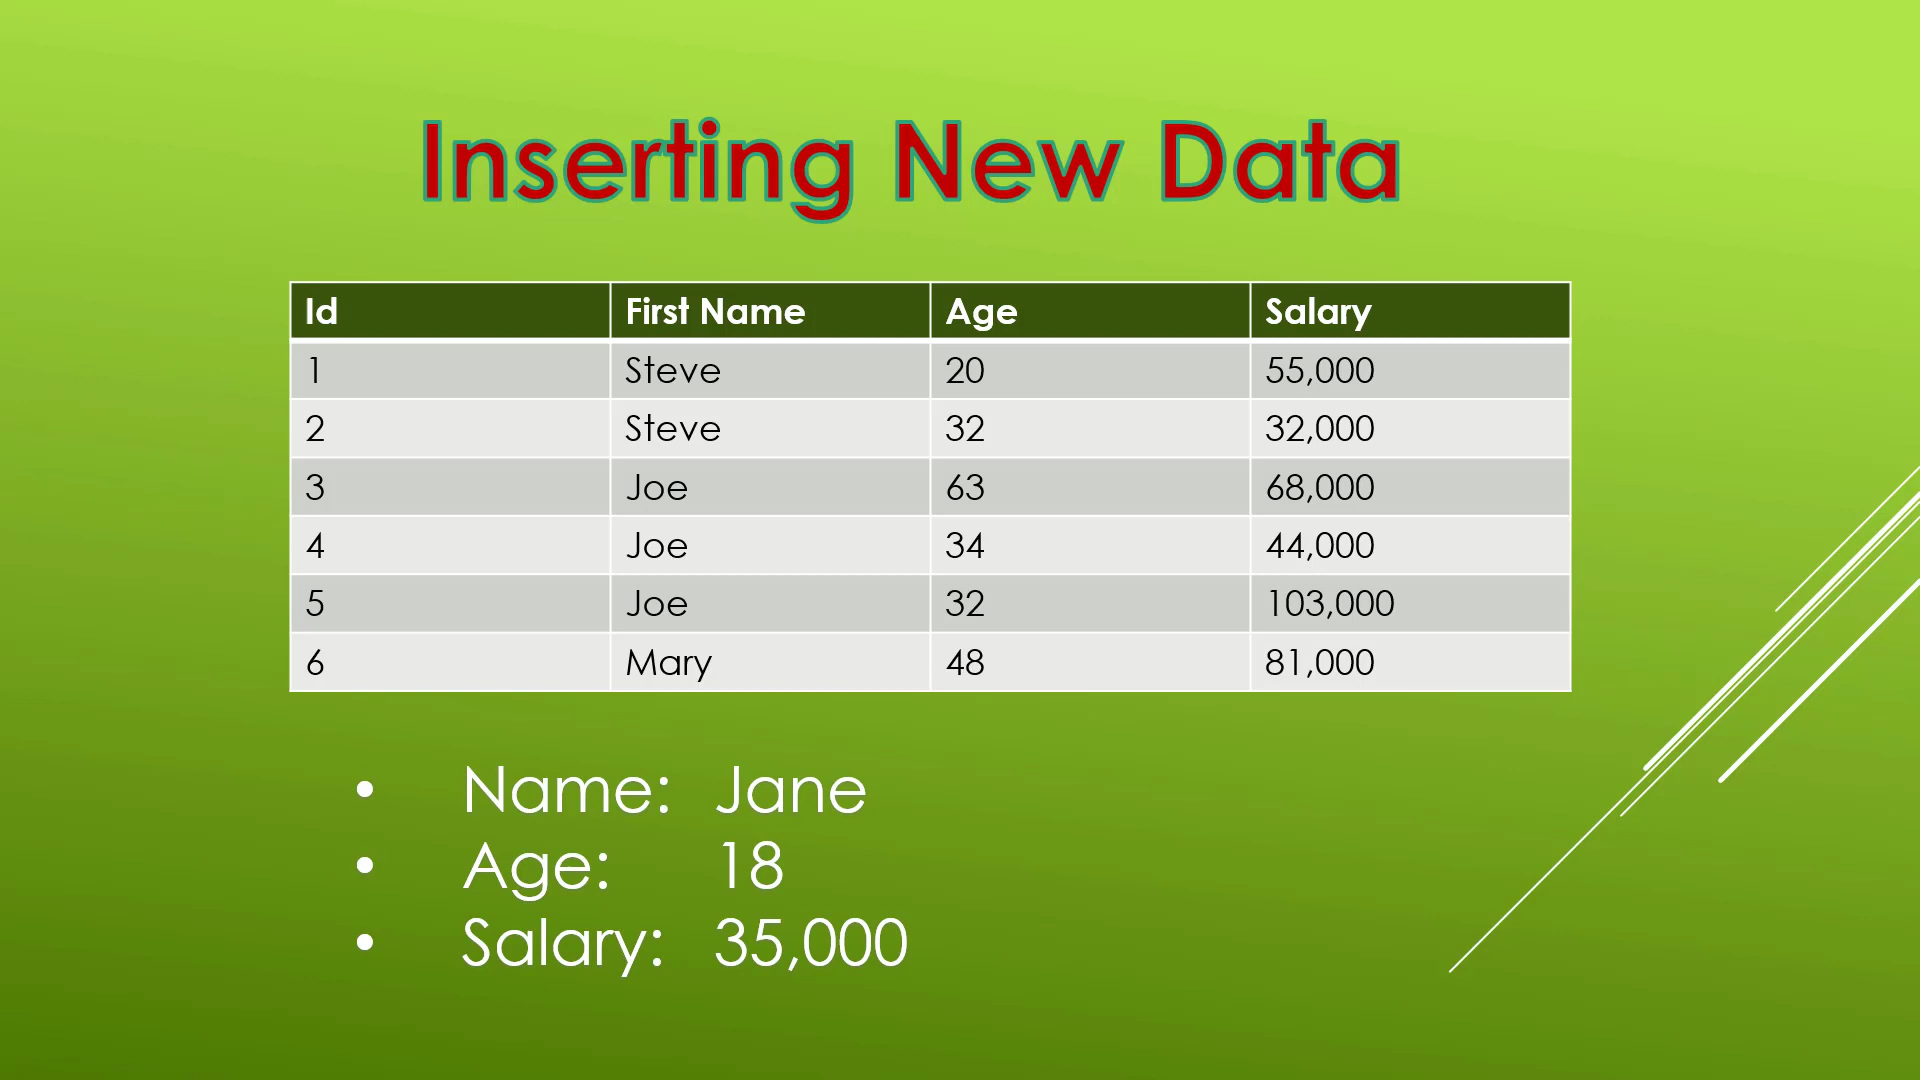 Inserting New Data
Id First Name Age Salary
1 Steve 20 55,000
2 Steve 32 32,000
3 Joe 63 68,000
4 Joe 34 44,000
5 Joe 32 103,000
6 Mary 48 81,000
• Name: Jane
• Age: 18
• Salary: 35,000